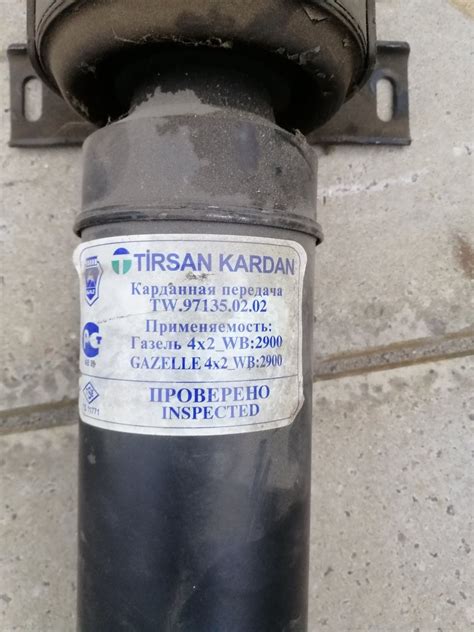 TİRSAN KARDAN
Карданная передача
TW.97135.02.02
Применяемость:
Газель 4x2_WB:2900
GAZELLE 4x2_WB:2900
ПРОВЕРЕНО
INSPECTED